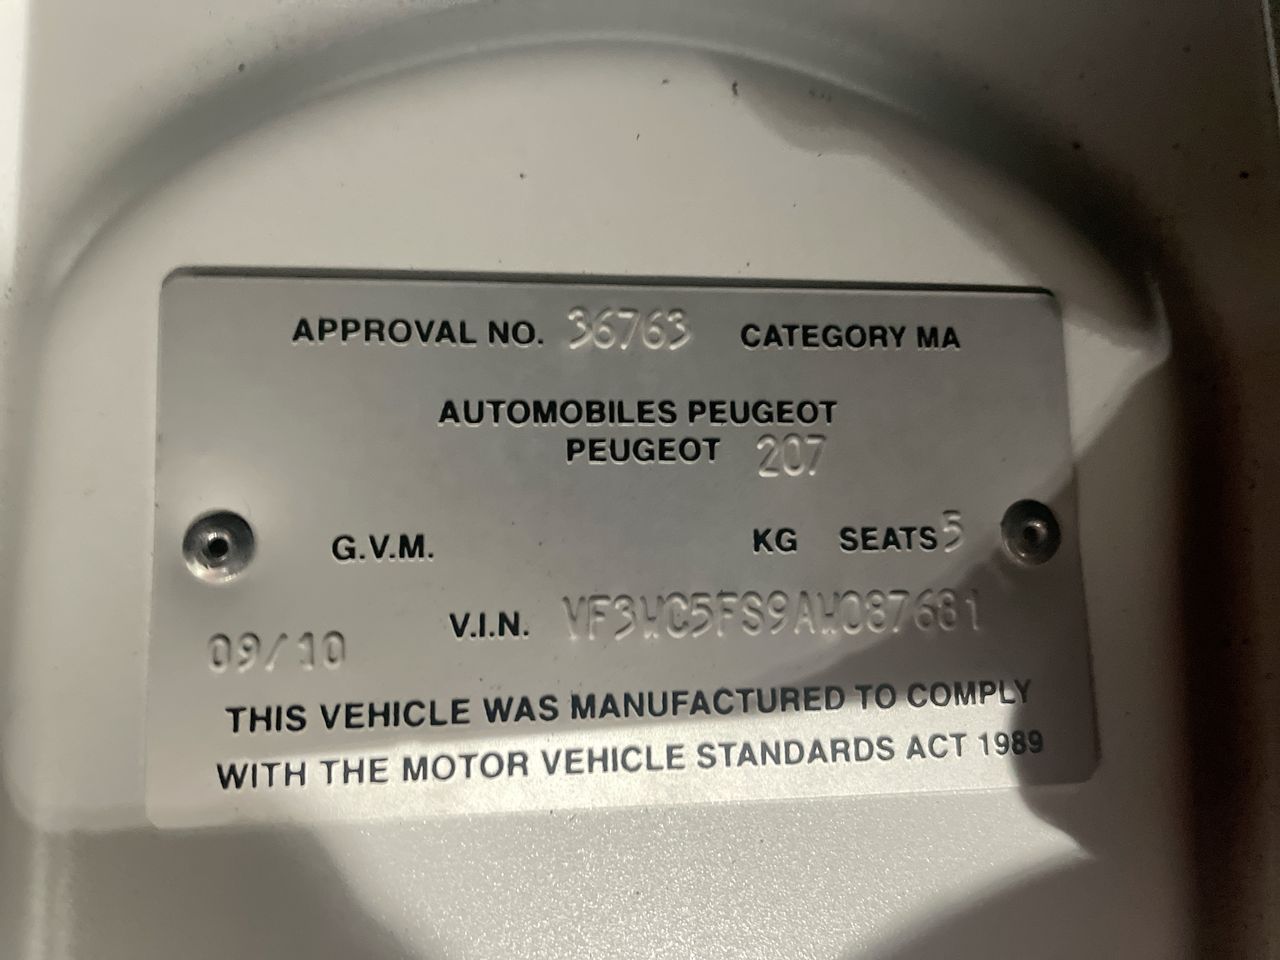 APPROVAL NO. 36763 CATEGORY MA
AUTOMOBILES PEUGEOT
PEUGEOT 207
G.V.M. KG SEATS 5
09/10 V.I.N. VF3WC5FS9AW087681
THIS VEHICLE WAS MANUFACTURED TO COMPLY
WITH THE MOTOR VEHICLE STANDARDS ACT 1989